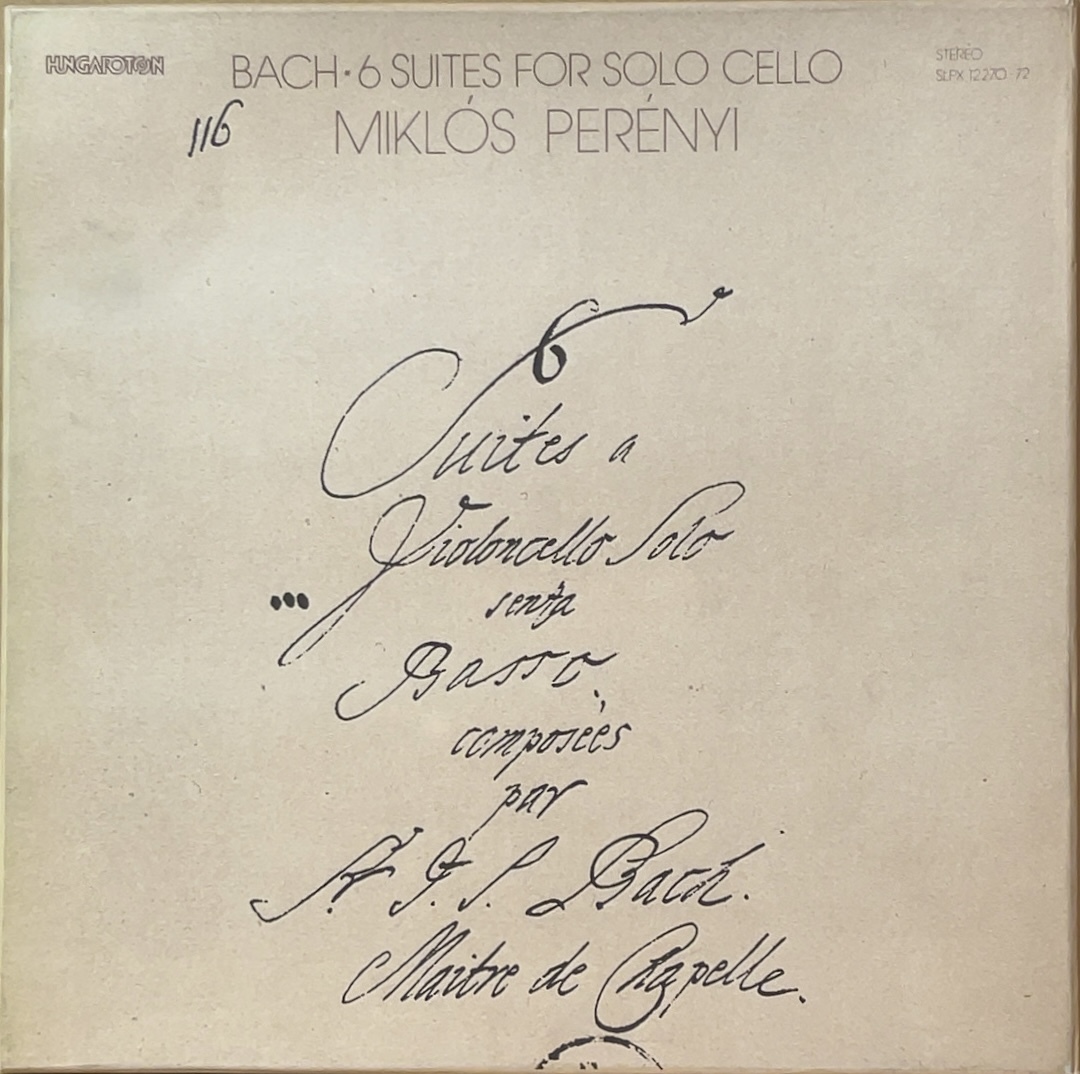 HUNGAROTON
BACH · 6 SUITES FOR SOLO CELLO
STEREO
SLPX 12270-72
MIKLÓS PERÉNYI
116
6
Suites a
Violoncello Solo
senza
Basso.
composées
par
Sr. J. S. Bach.
Maitre de Chapelle.